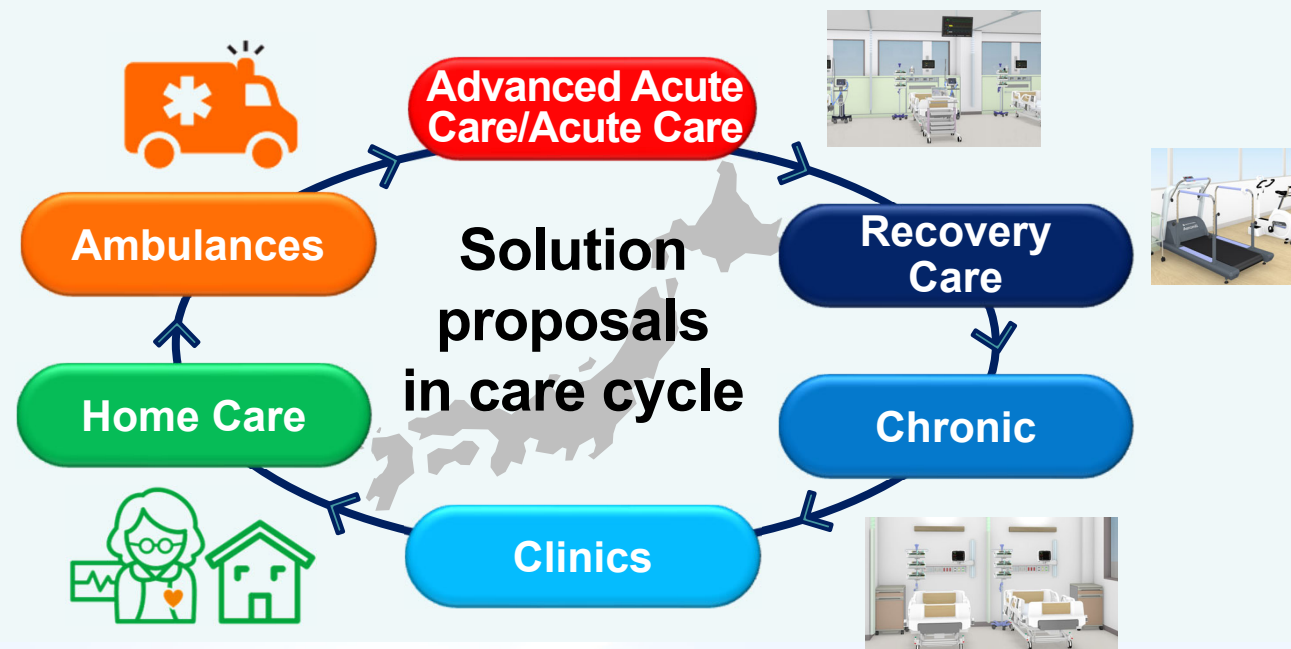 Advanced Acute
Care/Acute Care
Ambulances
Solution
proposals
in care cycle
Recovery
Care
Home Care
Chronic
Clinics